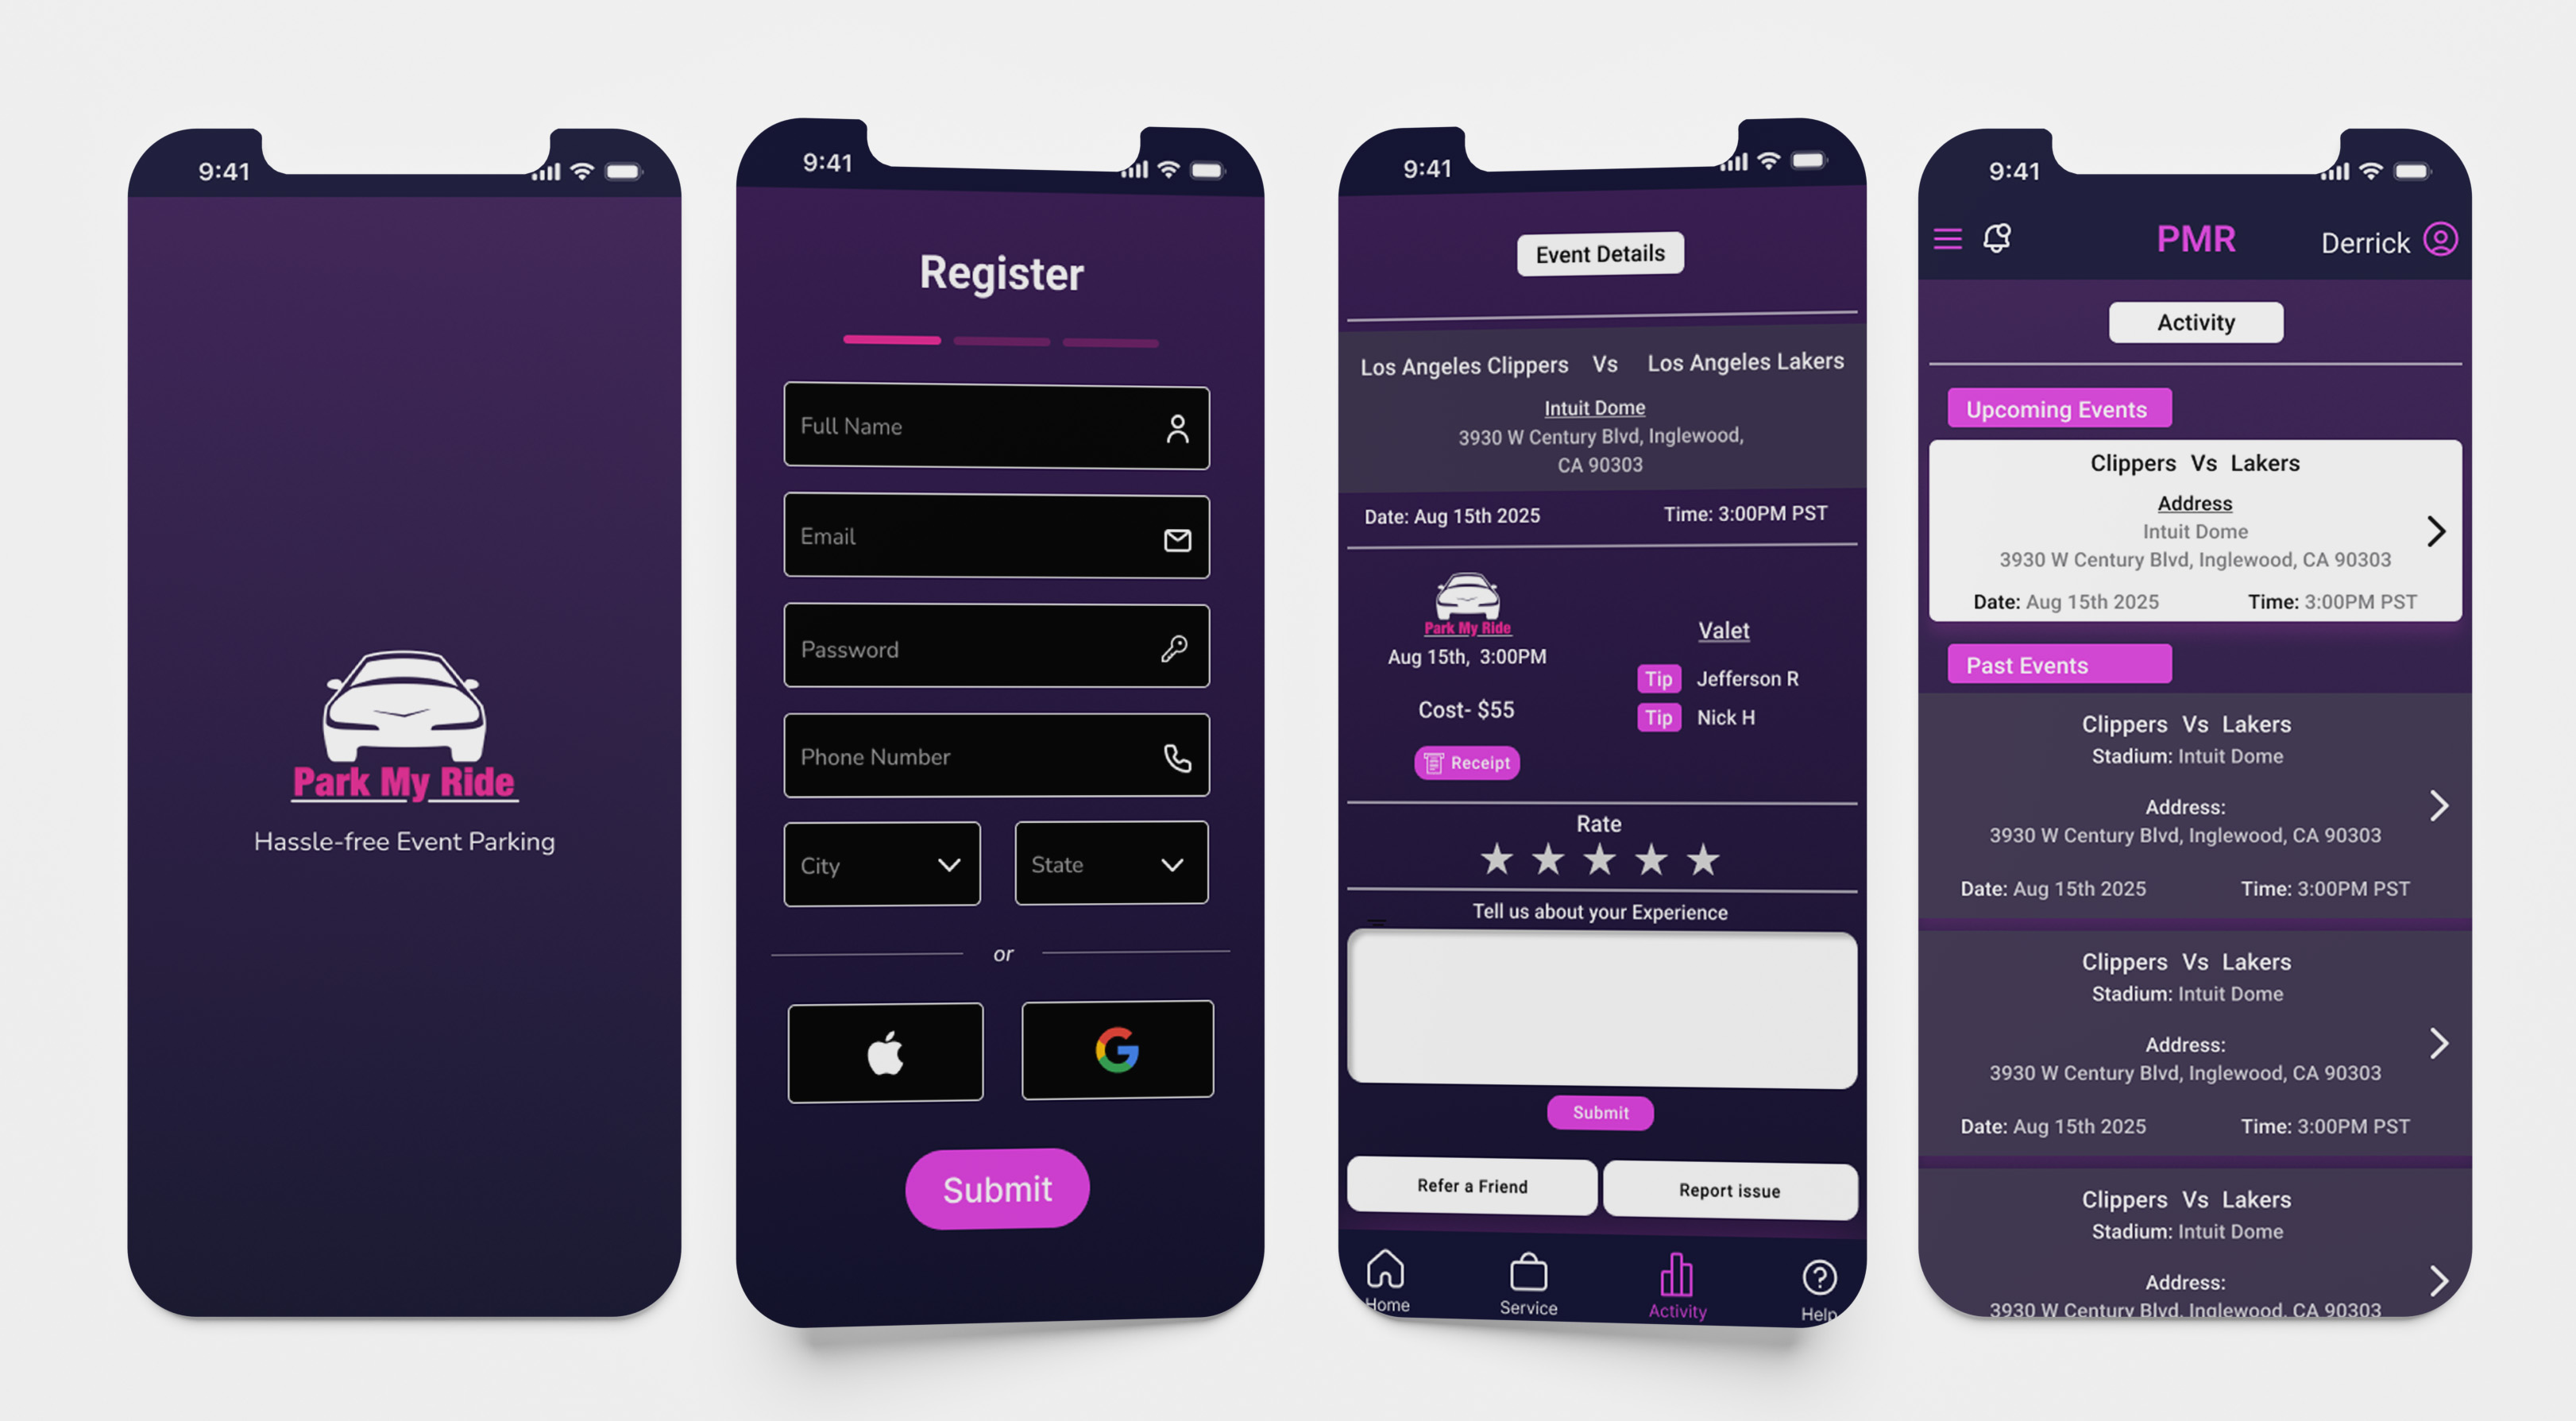 9:41
Park My Ride
Hassle-free Event Parking
9:41
Register
Full Name
Email
Password
Phone Number
City State
or
Submit
9:41
Event Details
Los Angeles Clippers Vs Los Angeles Lakers
Intuit Dome
3930 W Century Blvd, Inglewood,
CA 90303
Date: Aug 15th 2025 Time: 3:00PM PST
Park My Ride
Aug 15th, 3:00PM
Cost- $55
Receipt
Valet
Tip Jefferson R
Tip Nick H
Rate
Tell us about your Experience
Submit
Refer a Friend Report issue
Home Service Activity Help
9:41
PMR Derrick
Activity
Upcoming Events
Clippers Vs Lakers
Address
Intuit Dome
3930 W Century Blvd, Inglewood, CA 90303
Date: Aug 15th 2025 Time: 3:00PM PST
Past Events
Clippers Vs Lakers
Stadium: Intuit Dome
Address:
3930 W Century Blvd, Inglewood, CA 90303
Date: Aug 15th 2025 Time: 3:00PM PST
Clippers Vs Lakers
Stadium: Intuit Dome
Address:
3930 W Century Blvd, Inglewood, CA 90303
Date: Aug 15th 2025 Time: 3:00PM PST
Clippers Vs Lakers
Stadium: Intuit Dome
Address:
3930 W Century Blvd, Inglewood, CA 90303